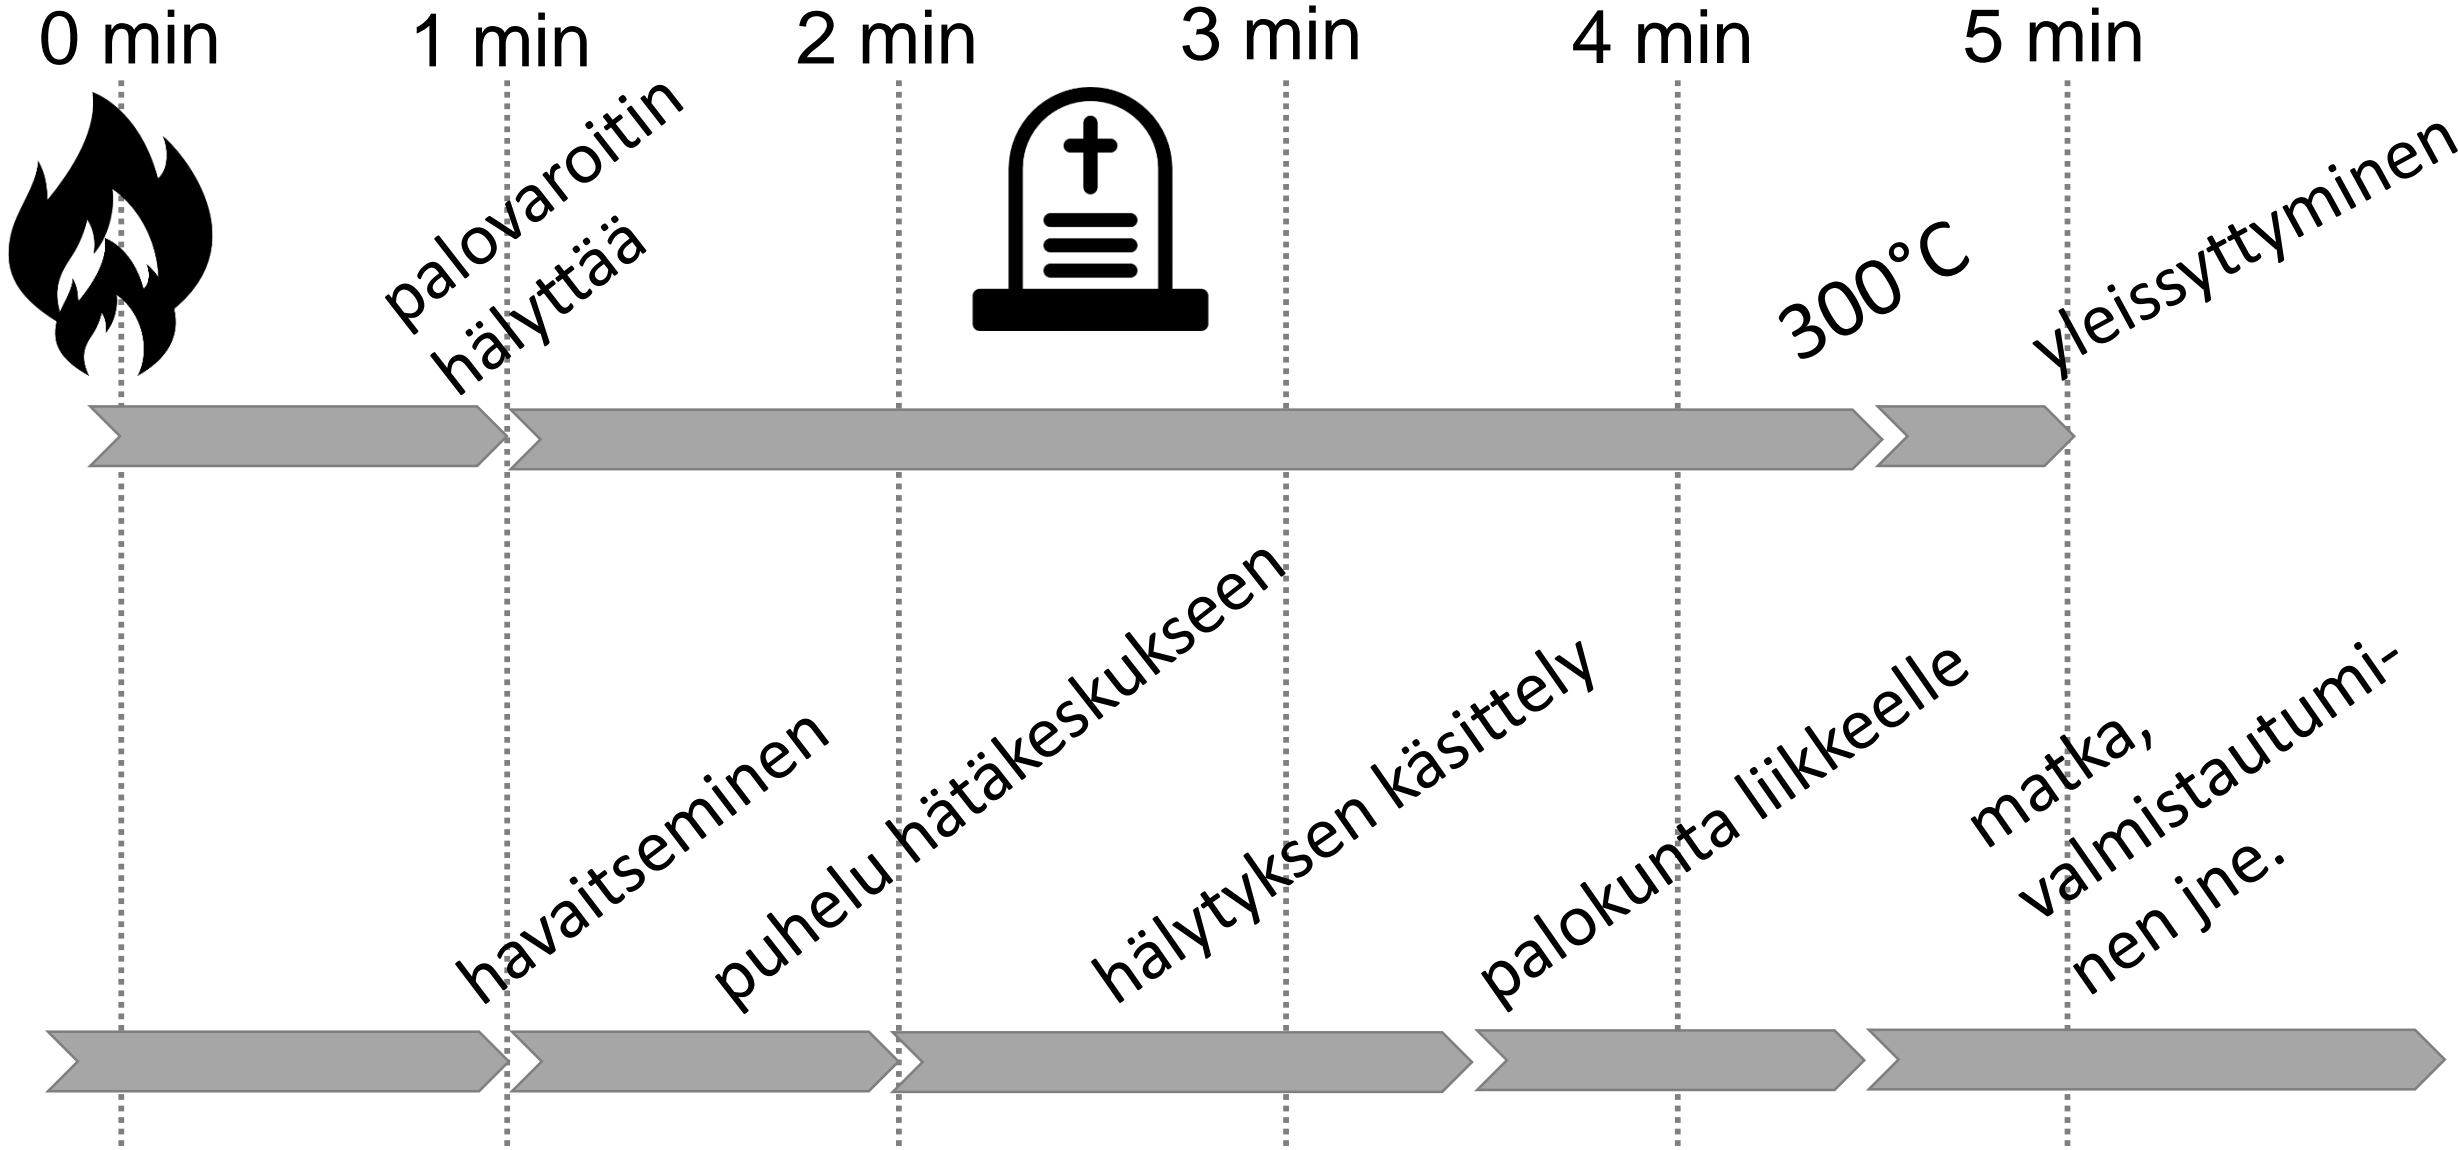 0 min
1 min
2 min
3 min
4 min
5 min
palovaroitin
hälyttää
300°C
yleissyttyminen
havaitseminen
puhelu hätäkeskukseen
hälytyksen käsittely
palokunta liikkeelle
matka,
valmistautumi-
nen jne.